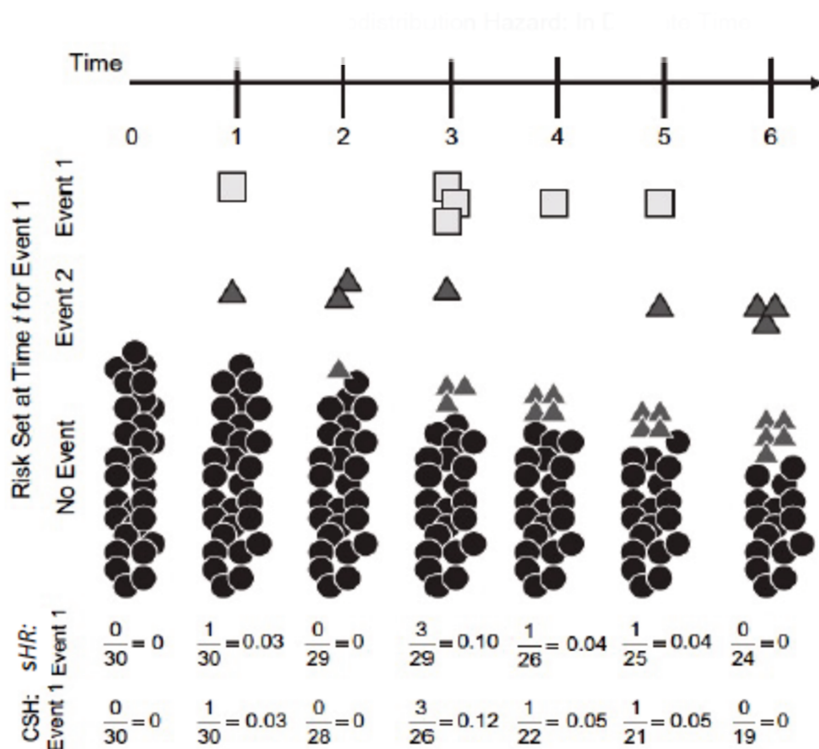 Time
0 1 2 3 4 5 6
Risk Set at Time t for Event 1
Event 1
Event 2
No Event
sHR: Event 1
0/30 = 0 1/30 = 0.03 0/29 = 0 3/29 = 0.10 1/26 = 0.04 1/25 = 0.04 0/24 = 0
CSH: Event 1
0/30 = 0 1/30 = 0.03 0/28 = 0 3/26 = 0.12 1/22 = 0.05 1/21 = 0.05 0/19 = 0